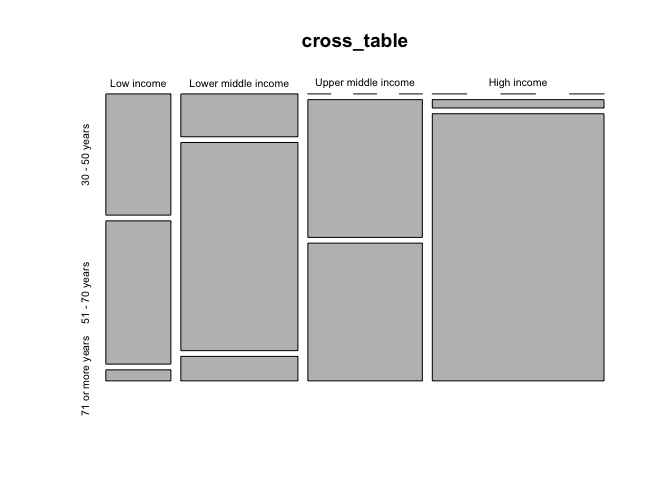 cross_table
Low income
Lower middle income
Upper middle income
High income
30 - 50 years
51 - 70 years
71 or more years